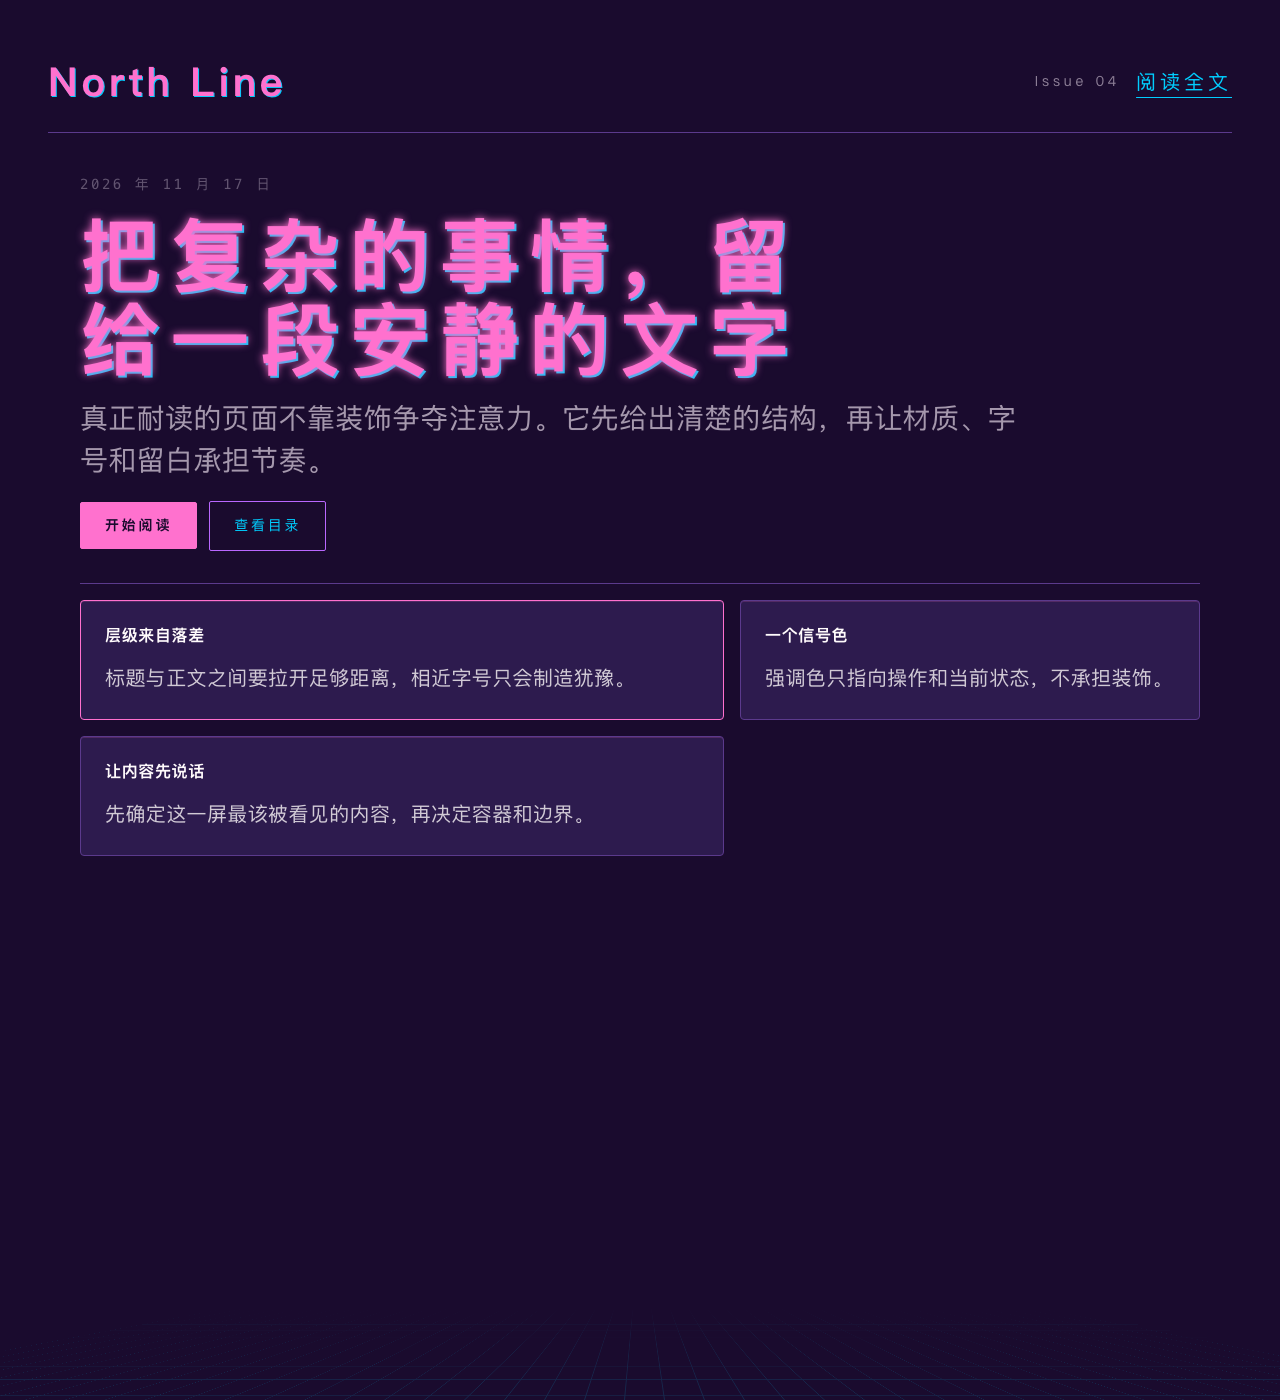 North Line
Issue 04 阅读全文
2026 年 11 月 17 日
把复杂的事情，留
给一段安静的文字
真正耐读的页面不靠装饰争夺注意力。它先给出清楚的结构，再让材质、字
号和留白承担节奏。
开始阅读 查看目录
层级来自落差
标题与正文之间要拉开足够距离，相近字号只会制造犹豫。
一个信号色
强调色只指向操作和当前状态，不承担装饰。
让内容先说话
先确定这一屏最该被看见的内容，再决定容器和边界。